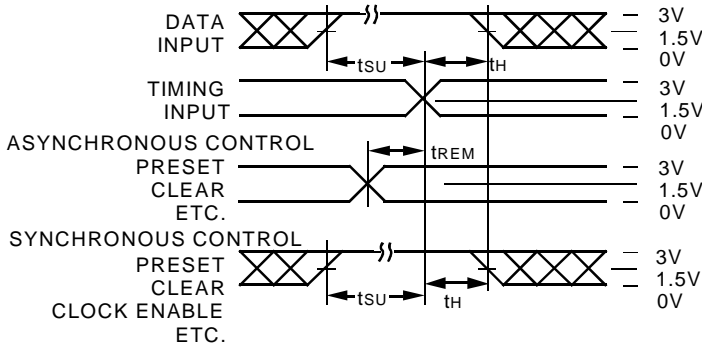 DATA
INPUT
tSU
tH
3V
1.5V
0V
TIMING
INPUT
3V
1.5V
0V
ASYNCHRONOUS CONTROL
PRESET
CLEAR
ETC.
tREM
3V
1.5V
0V
SYNCHRONOUS CONTROL
PRESET
CLEAR
CLOCK ENABLE
ETC.
tSU
tH
3V
1.5V
0V